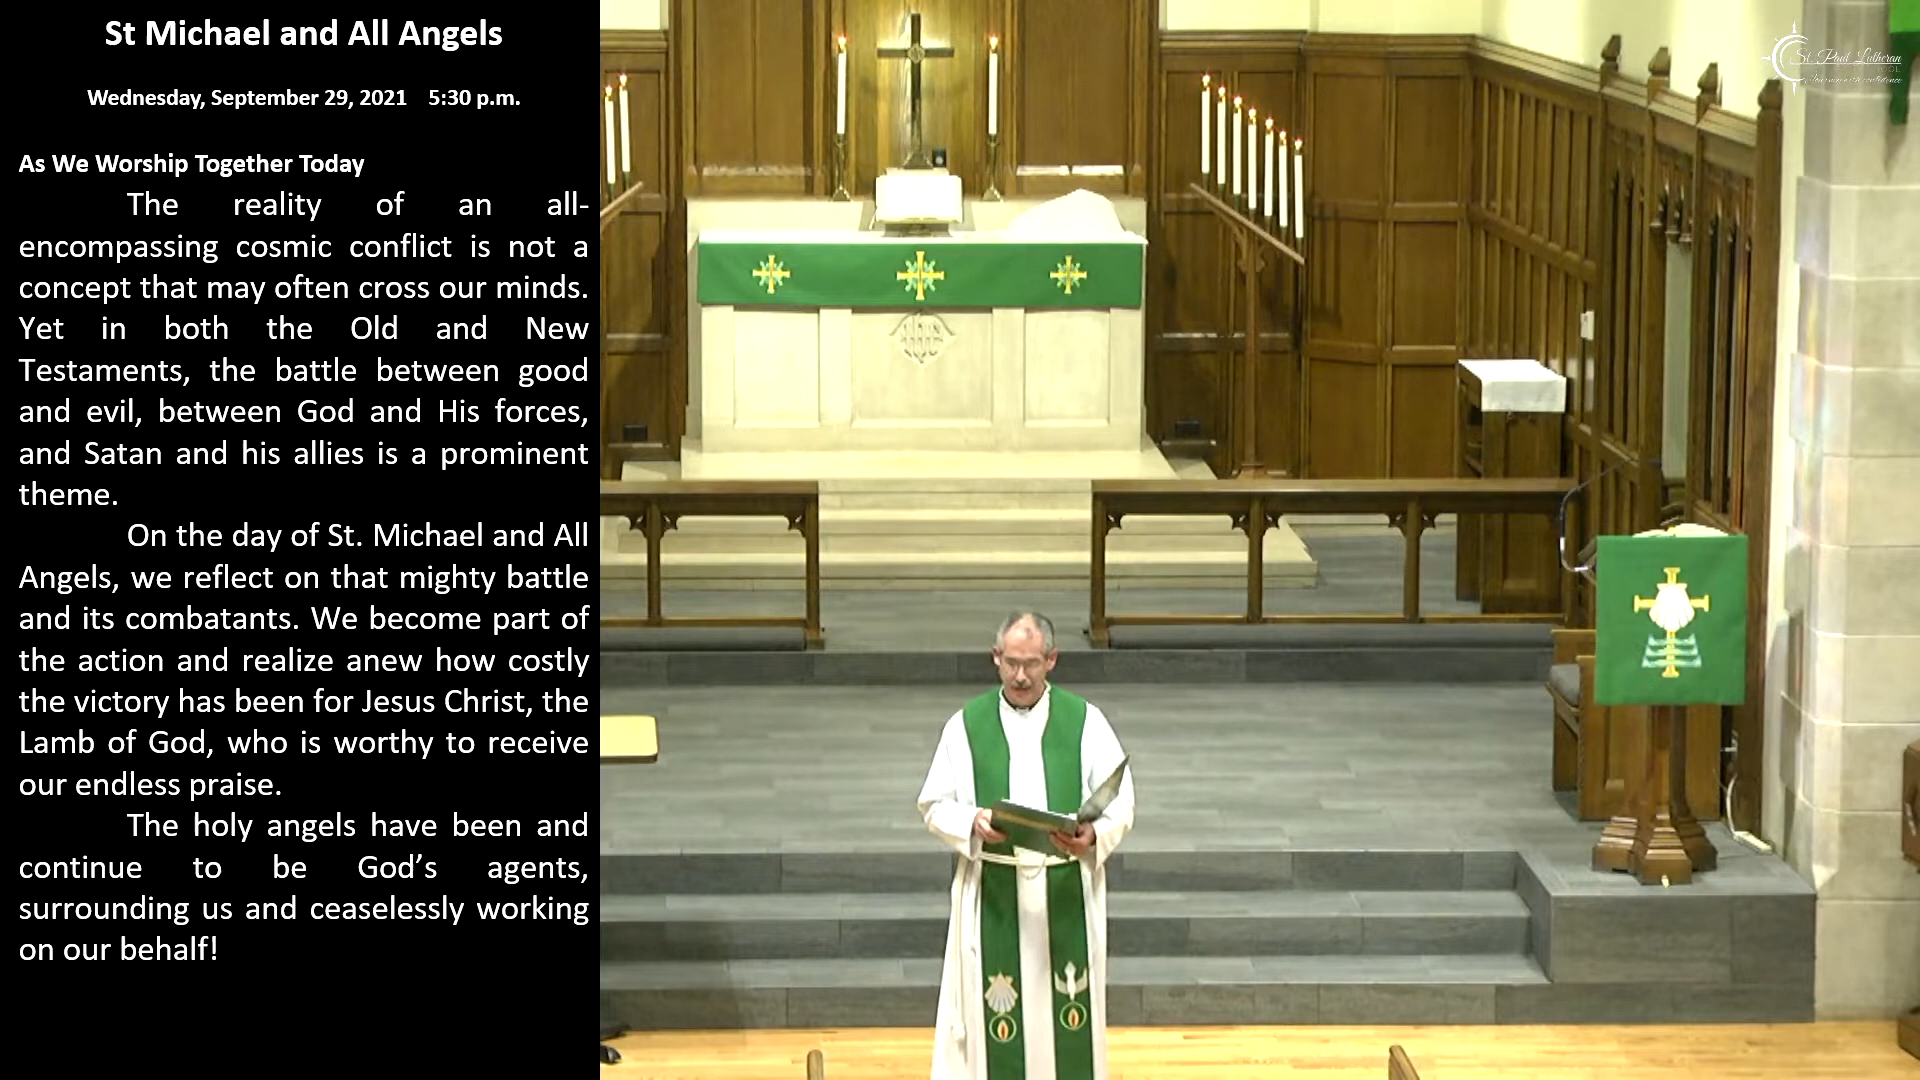 St Michael and All Angels
Wednesday, September 29, 2021 5:30 p.m.
As We Worship Together Today
The reality of an all-
encompassing cosmic conflict is not a
concept that may often cross our minds.
Yet in both the Old and New
Testaments, the battle between good
and evil, between God and His forces,
and Satan and his allies is a prominent
theme.
On the day of St. Michael and All
Angels, we reflect on that mighty battle
and its combatants. We become part of
the action and realize anew how costly
the victory has been for Jesus Christ, the
Lamb of God, who is worthy to receive
our endless praise.
The holy angels have been and
continue to be God’s agents,
surrounding us and ceaselessly working
on our behalf!
St. Paul Lutheran